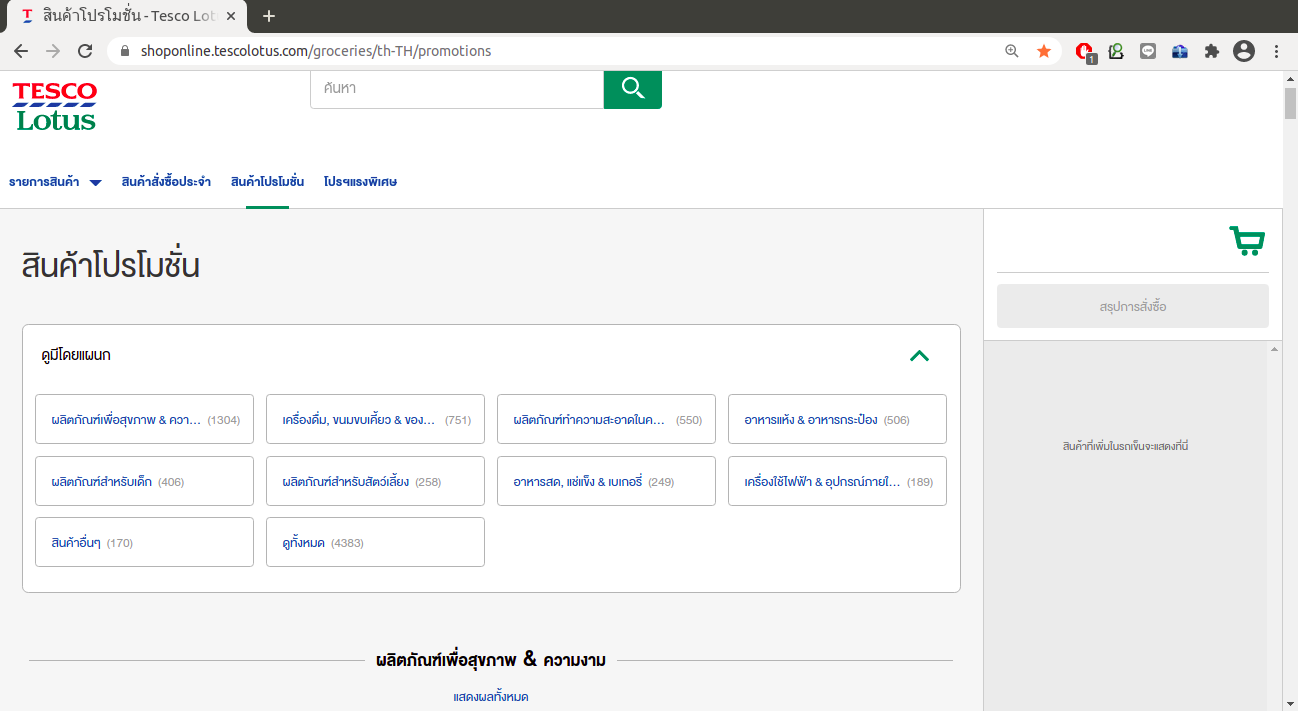 สินค้าโปรโมชั่น - Tesco Lot
shoponline.tescolotus.com/groceries/th-TH/promotions
1
TESCO
Lotus
ค้นหา
รายการสินค้า สินค้าสั่งซื้อประจำ สินค้าโปรโมชั่น โปรฯแรงพิเศษ
สินค้าโปรโมชั่น
สรุปการสั่งซื้อ
ดูมีโดยแผนก
ผลิตภัณฑ์เพื่อสุขภาพ & ควา... (1304) เครื่องดื่ม, ขนมขบเคี้ยว & ของ... (751) ผลิตภัณฑ์ทำความสะอาดในค... (550) อาหารแห้ง & อาหารกระป๋อง (506)
สินค้าที่เพิ่มในรถเข็นจะแสดงที่นี่
ผลิตภัณฑ์สำหรับเด็ก (406) ผลิตภัณฑ์สำหรับสัตว์เลี้ยง (258) อาหารสด, แช่แข็ง & เบเกอรี่ (249) เครื่องใช้ไฟฟ้า & อุปกรณ์ภายใ... (189)
สินค้าอื่นๆ (170) ดูทั้งหมด (4383)
ผลิตภัณฑ์เพื่อสุขภาพ & ความงาม
แสดงผลทั้งหมด